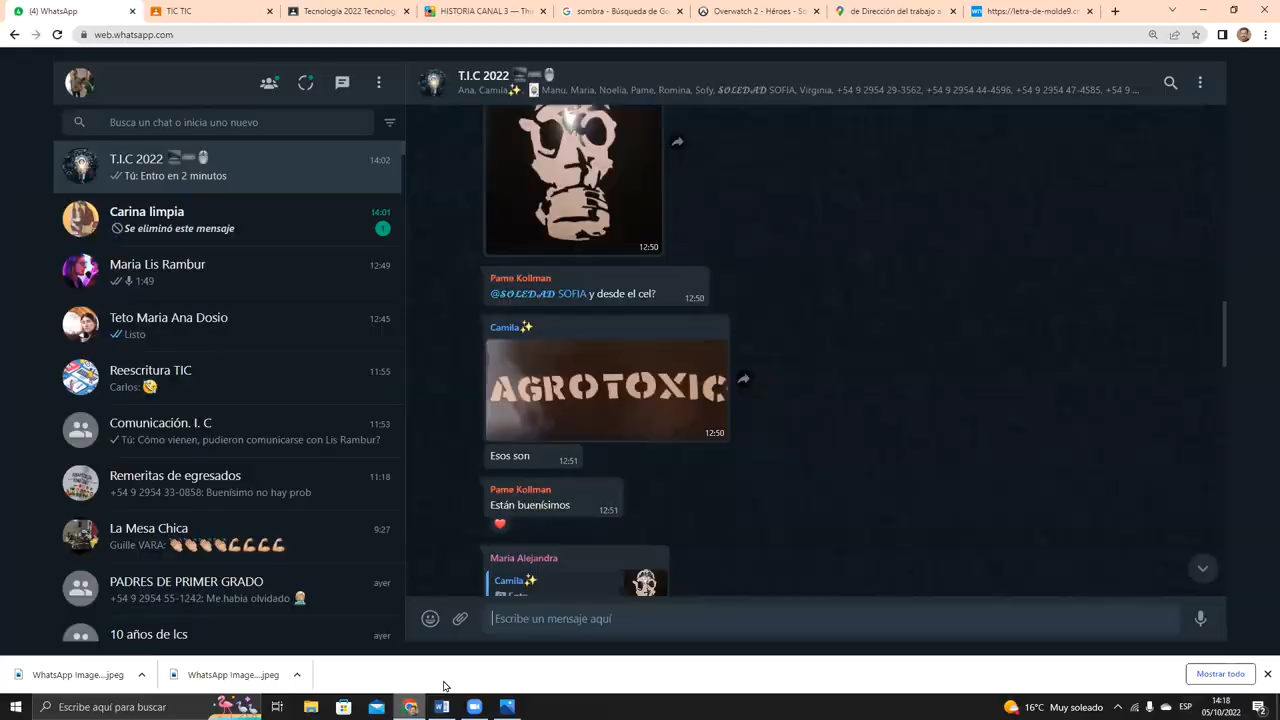 (4) WhatsApp
TIC TIC
Tecnología 2022 Tecnolog
HISTORIA CANAL 3 — Th
sombra - Búsqueda de Go
Overwatch 2 - Héroes - So
de Dirección del trabajo a
https://letra-de-molde9.c
web.whatsapp.com
T.I.C 2022
Ana, Camila✨ Manu, Maria, Noelia, Pame, Romina, Sofy, 𝓢𝓞𝓛𝓔𝓓𝓐𝓓 SOFIA, Virginia, +54 9 2954 29-3562, +54 9 2954 44-4596, +54 9 2954 47-4585, +54 9 ...
Busca un chat o inicia uno nuevo
T.I.C 2022
14:02
Tú: Entro en 2 minutos
Carina limpia
14:01
Se eliminó este mensaje
1
Maria Lis Rambur
12:49
1:49
Teto Maria Ana Dosio
12:45
Listo
Reescritura TIC
11:55
Carlos: 🤣
Comunicación. I. C
11:53
Tú: Cómo vienen, pudieron comunicarse con Lis Rambur?
Remeritas de egresados
11:18
+54 9 2954 33-0858: Buenísimo no hay prob
La Mesa Chica
9:27
Guille VARA: 👏🏼👏🏼👏🏼👏🏼💪🏼💪🏼💪🏼💪🏼
PADRES DE PRIMER GRADO
ayer
+54 9 2954 55-1242: Me.habia olvidado
10 años de lcs
ayer
12:50
Pame Kollman
@𝓢𝓞𝓛𝓔𝓓𝓐𝓓 SOFIA y desde el cel?
12:50
Camila✨
AGROTOXIC
12:50
Esos son
12:51
Pame Kollman
Están buenísimos
12:51
Maria Alejandra
Camila✨
Foto
Escribe un mensaje aquí
WhatsApp Image....jpeg
WhatsApp Image....jpeg
Mostrar todo
Escribe aquí para buscar
16°C Muy soleado
ESP
14:18
05/10/2022
2